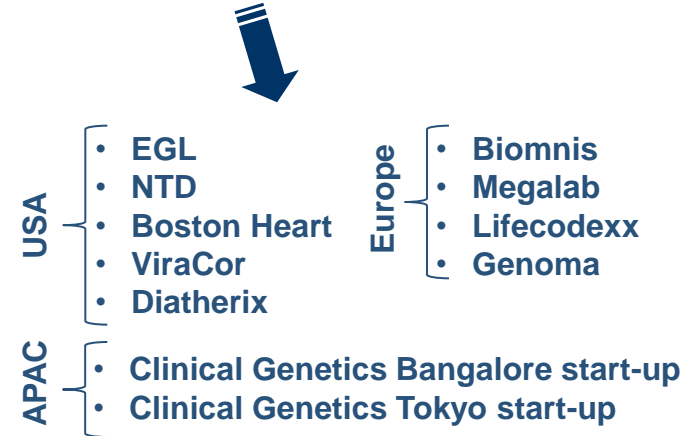 USA
• EGL
• NTD
• Boston Heart
• ViraCor
• Diatherix
Europe
• Biomnis
• Megalab
• Lifecodexx
• Genoma
APAC
• Clinical Genetics Bangalore start-up
• Clinical Genetics Tokyo start-up